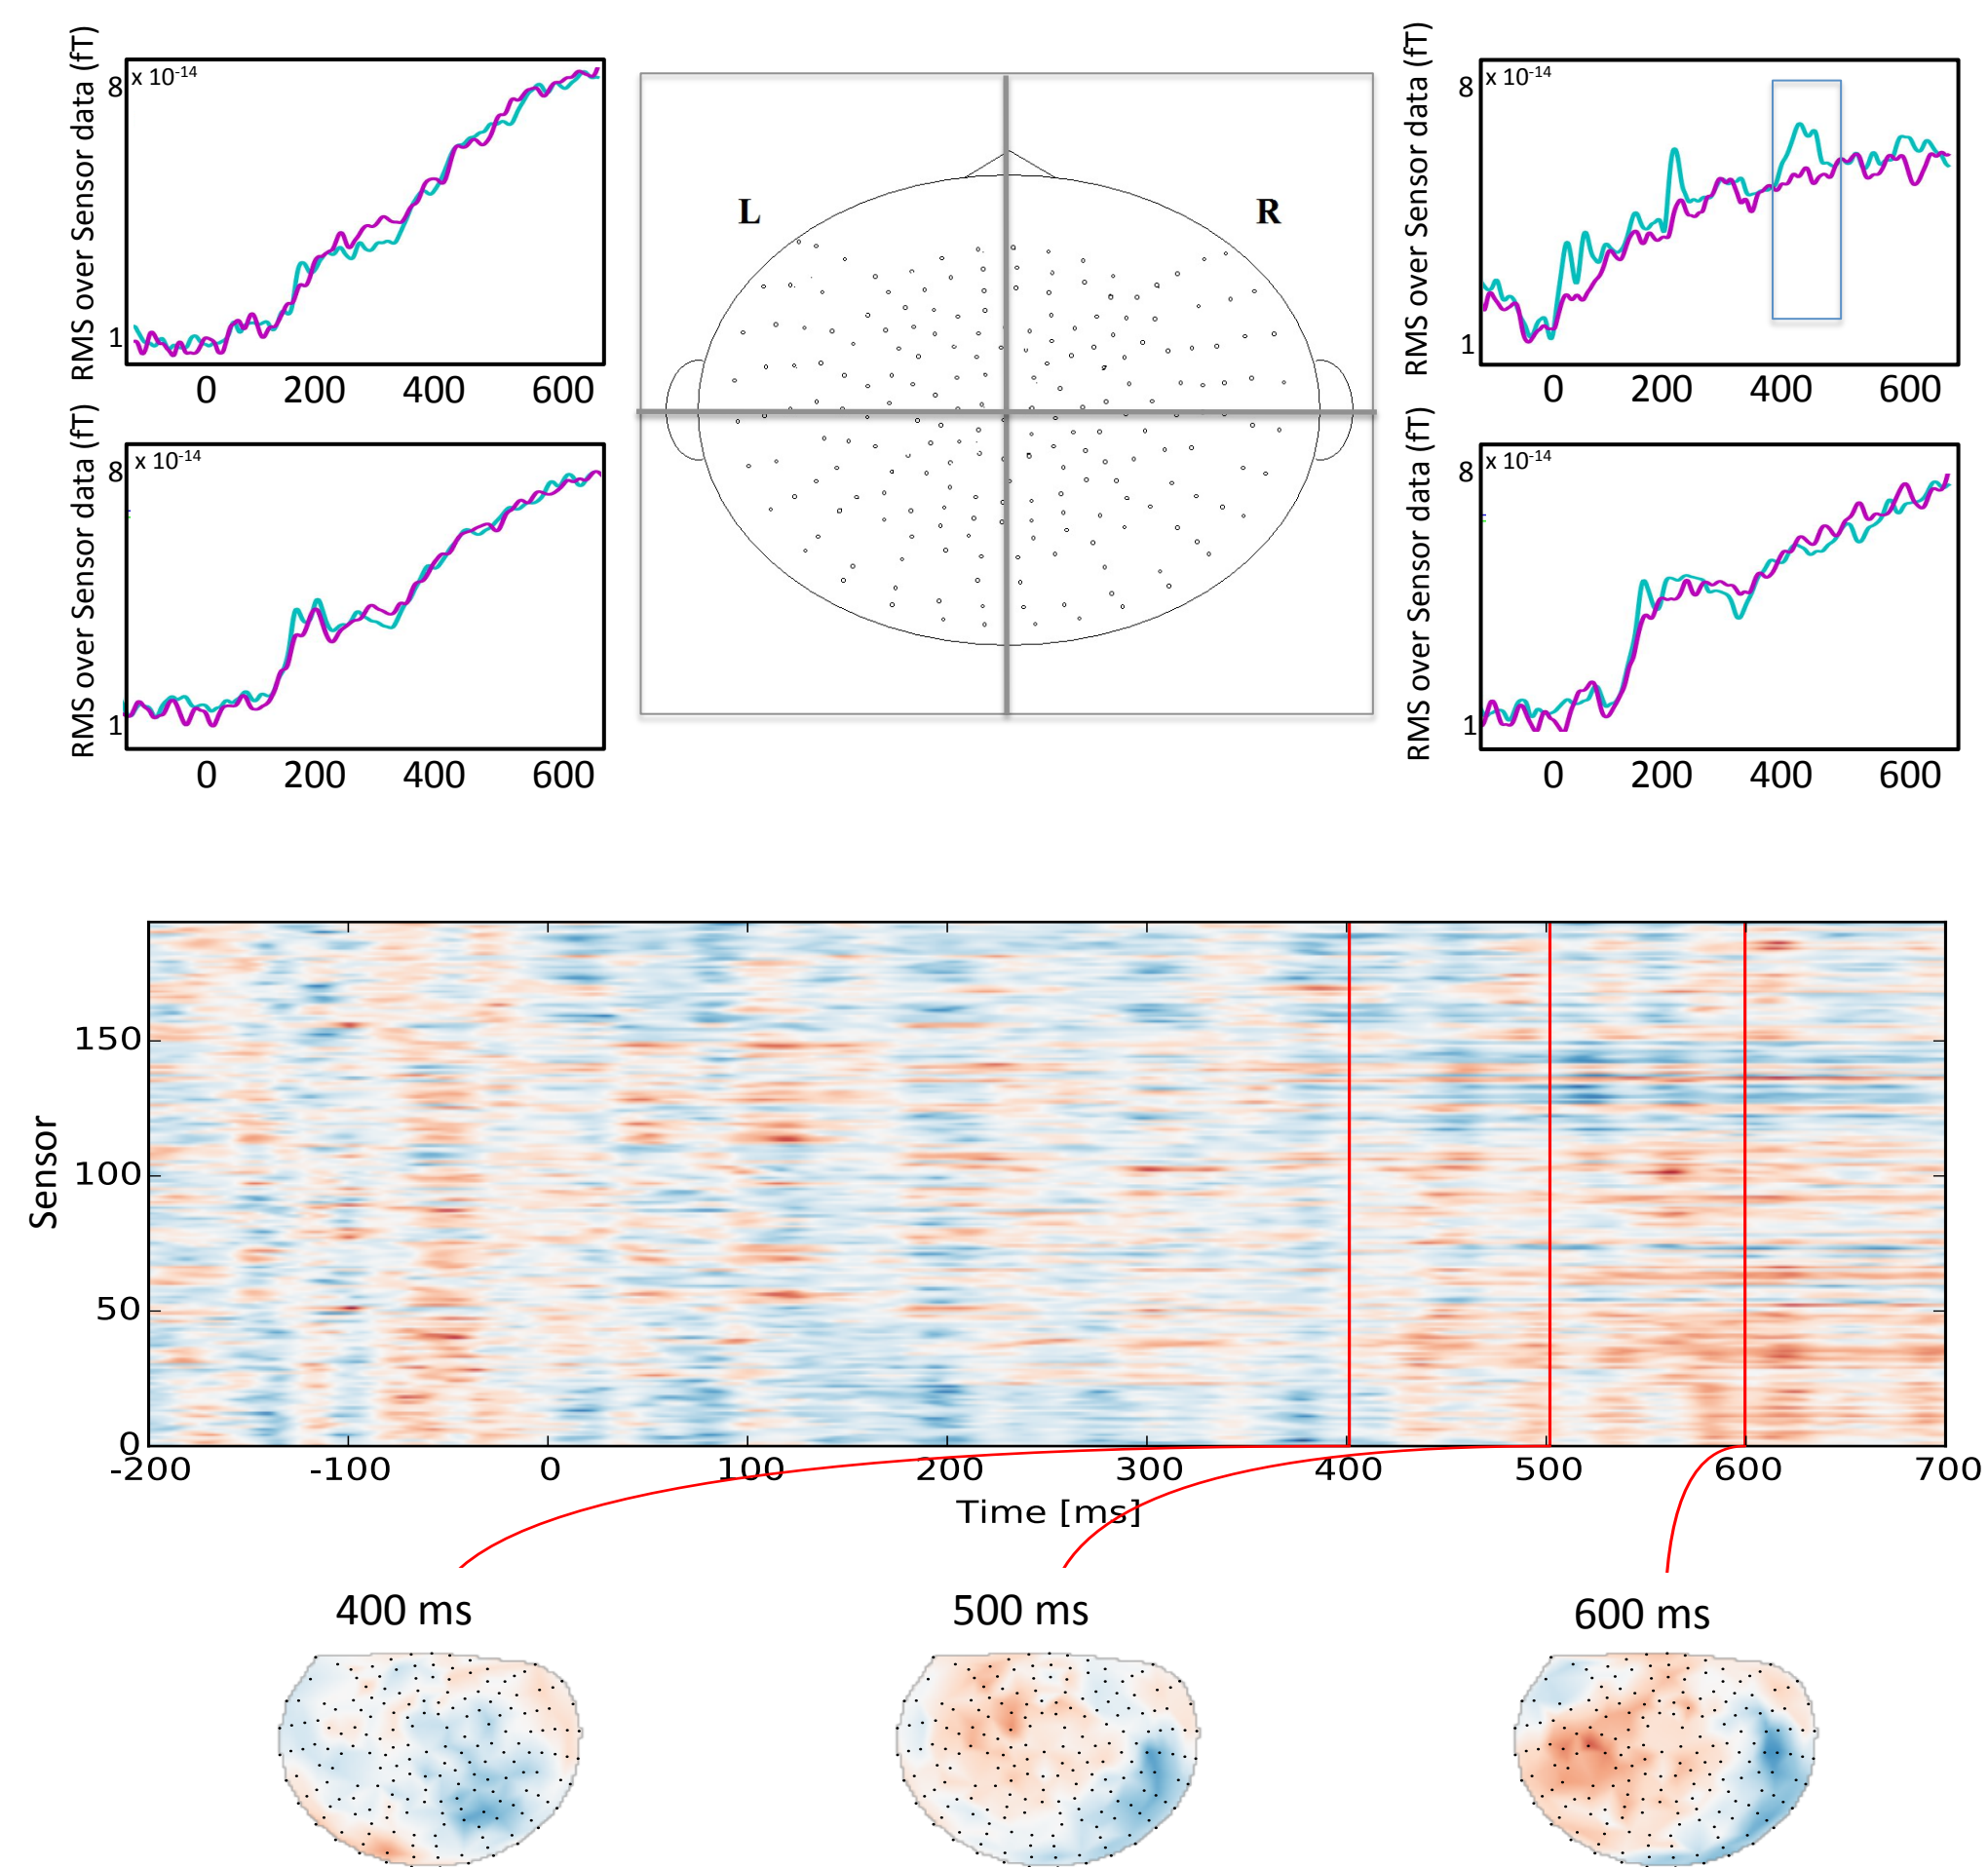 RMS over Sensor data (fT)
8
x 10-14
1
0 200 400 600
L
R
RMS over Sensor data (fT)
8
x 10-14
1
0 200 400 600
RMS over Sensor data (fT)
8
x 10-14
1
0 200 400 600
RMS over Sensor data (fT)
8
x 10-14
1
0 200 400 600
Sensor
150
100
50
0
-200 -100 0 100 200 300 400 500 600 700
Time [ms]
400 ms
500 ms
600 ms